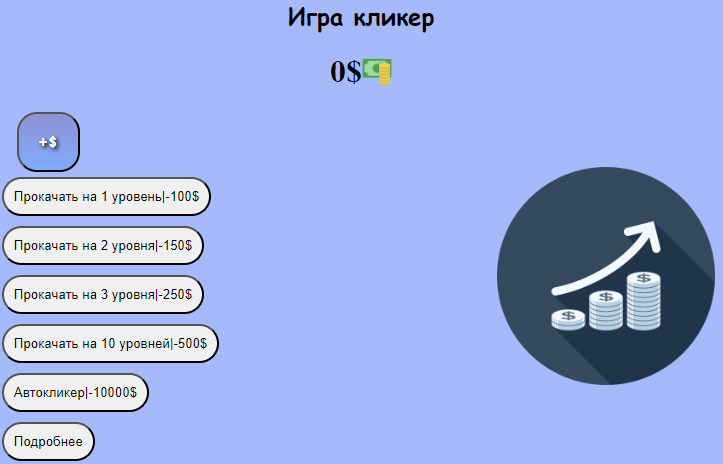 Игра кликер
0$
+$
Прокачать на 1 уровень|-100$
Прокачать на 2 уровня|-150$
Прокачать на 3 уровня|-250$
Прокачать на 10 уровней|-500$
Автокликер|-10000$
Подробнее
$
$
$